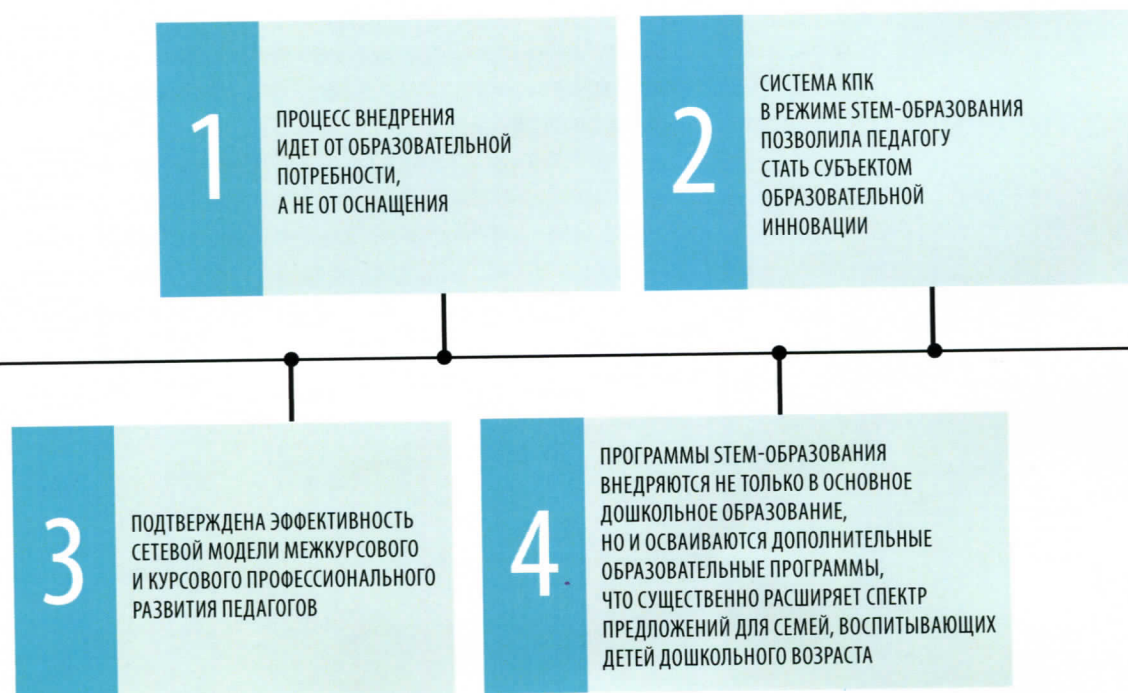 1
ПРОЦЕСС ВНЕДРЕНИЯ
ИДЕТ ОТ ОБРАЗОВАТЕЛЬНОЙ
ПОТРЕБНОСТИ,
А НЕ ОТ ОСНАЩЕНИЯ
2
СИСТЕМА КПК
В РЕЖИМЕ STEM-ОБРАЗОВАНИЯ
ПОЗВОЛИЛА ПЕДАГОГУ
СТАТЬ СУБЪЕКТОМ
ОБРАЗОВАТЕЛЬНОЙ
ИННОВАЦИИ
3
ПОДТВЕРЖДЕНА ЭФФЕКТИВНОСТЬ
СЕТЕВОЙ МОДЕЛИ МЕЖКУРСОВОГО
И КУРСОВОГО ПРОФЕССИОНАЛЬНОГО
РАЗВИТИЯ ПЕДАГОГОВ
4
ПРОГРАММЫ STEM-ОБРАЗОВАНИЯ
ВНЕДРЯЮТСЯ НЕ ТОЛЬКО В ОСНОВНОЕ
ДОШКОЛЬНОЕ ОБРАЗОВАНИЕ,
НО И ОСВАИВАЮТСЯ ДОПОЛНИТЕЛЬНЫЕ
ОБРАЗОВАТЕЛЬНЫЕ ПРОГРАММЫ,
ЧТО СУЩЕСТВЕННО РАСШИРЯЕТ СПЕКТР
ПРЕДЛОЖЕНИЙ ДЛЯ СЕМЕЙ, ВОСПИТЫВАЮЩИХ
ДЕТЕЙ ДОШКОЛЬНОГО ВОЗРАСТА